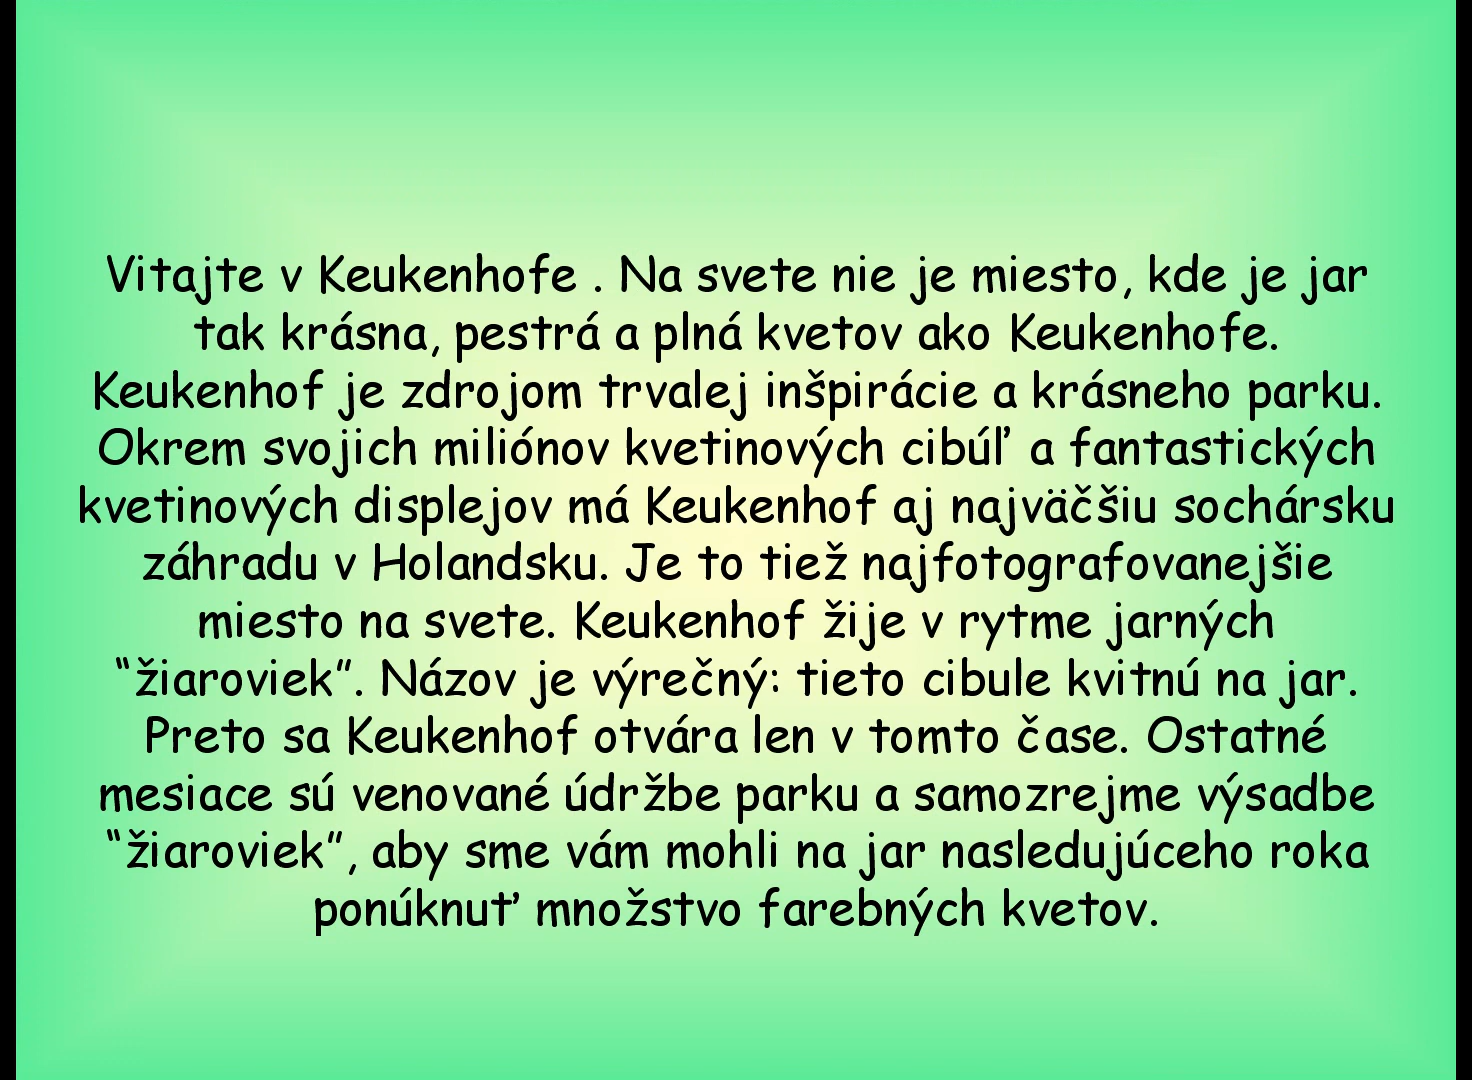 Vitajte v Keukenhofe . Na svete nie je miesto, kde je jar
tak krásna, pestrá a plná kvetov ako Keukenhofe.
Keukenhof je zdrojom trvalej inšpirácie a krásneho parku.
Okrem svojich miliónov kvetinových cibúľ a fantastických
kvetinových displejov má Keukenhof aj najväčšiu sochársku
záhradu v Holandsku. Je to tiež najfotografovanejšie
miesto na svete. Keukenhof žije v rytme jarných
“žiaroviek”. Názov je výrečný: tieto cibule kvitnú na jar.
Preto sa Keukenhof otvára len v tomto čase. Ostatné
mesiace sú venované údržbe parku a samozrejme výsadbe
“žiaroviek”, aby sme vám mohli na jar nasledujúceho roka
ponúknuť množstvo farebných kvetov.